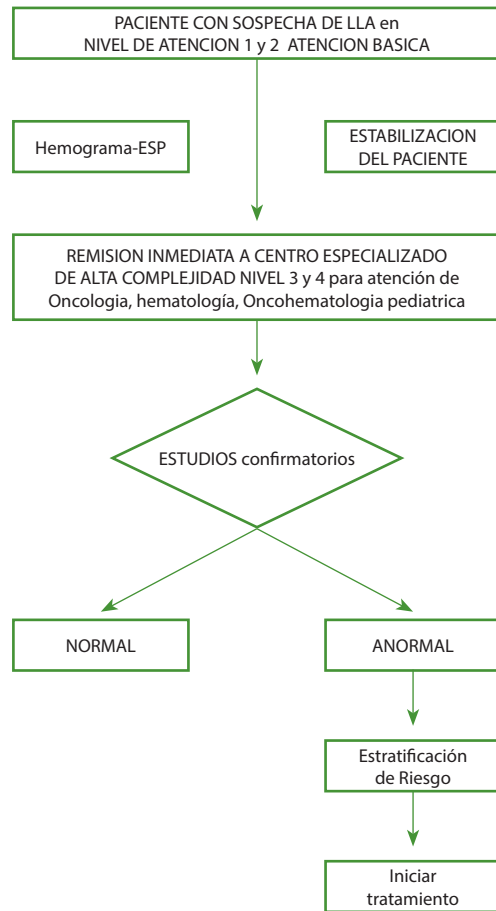 PACIENTE CON SOSPECHA DE LLA en
NIVEL DE ATENCION 1 y 2 ATENCION BASICA
Hemograma-ESP
ESTABILIZACION
DEL PACIENTE
REMISION INMEDIATA A CENTRO ESPECIALIZADO
DE ALTA COMPLEJIDAD NIVEL 3 y 4 para atención de
Oncologia, hematología, Oncohematologia pediatrica
ESTUDIOS confirmatorios
NORMAL
ANORMAL
Estratificación
de Riesgo
Iniciar
tratamiento